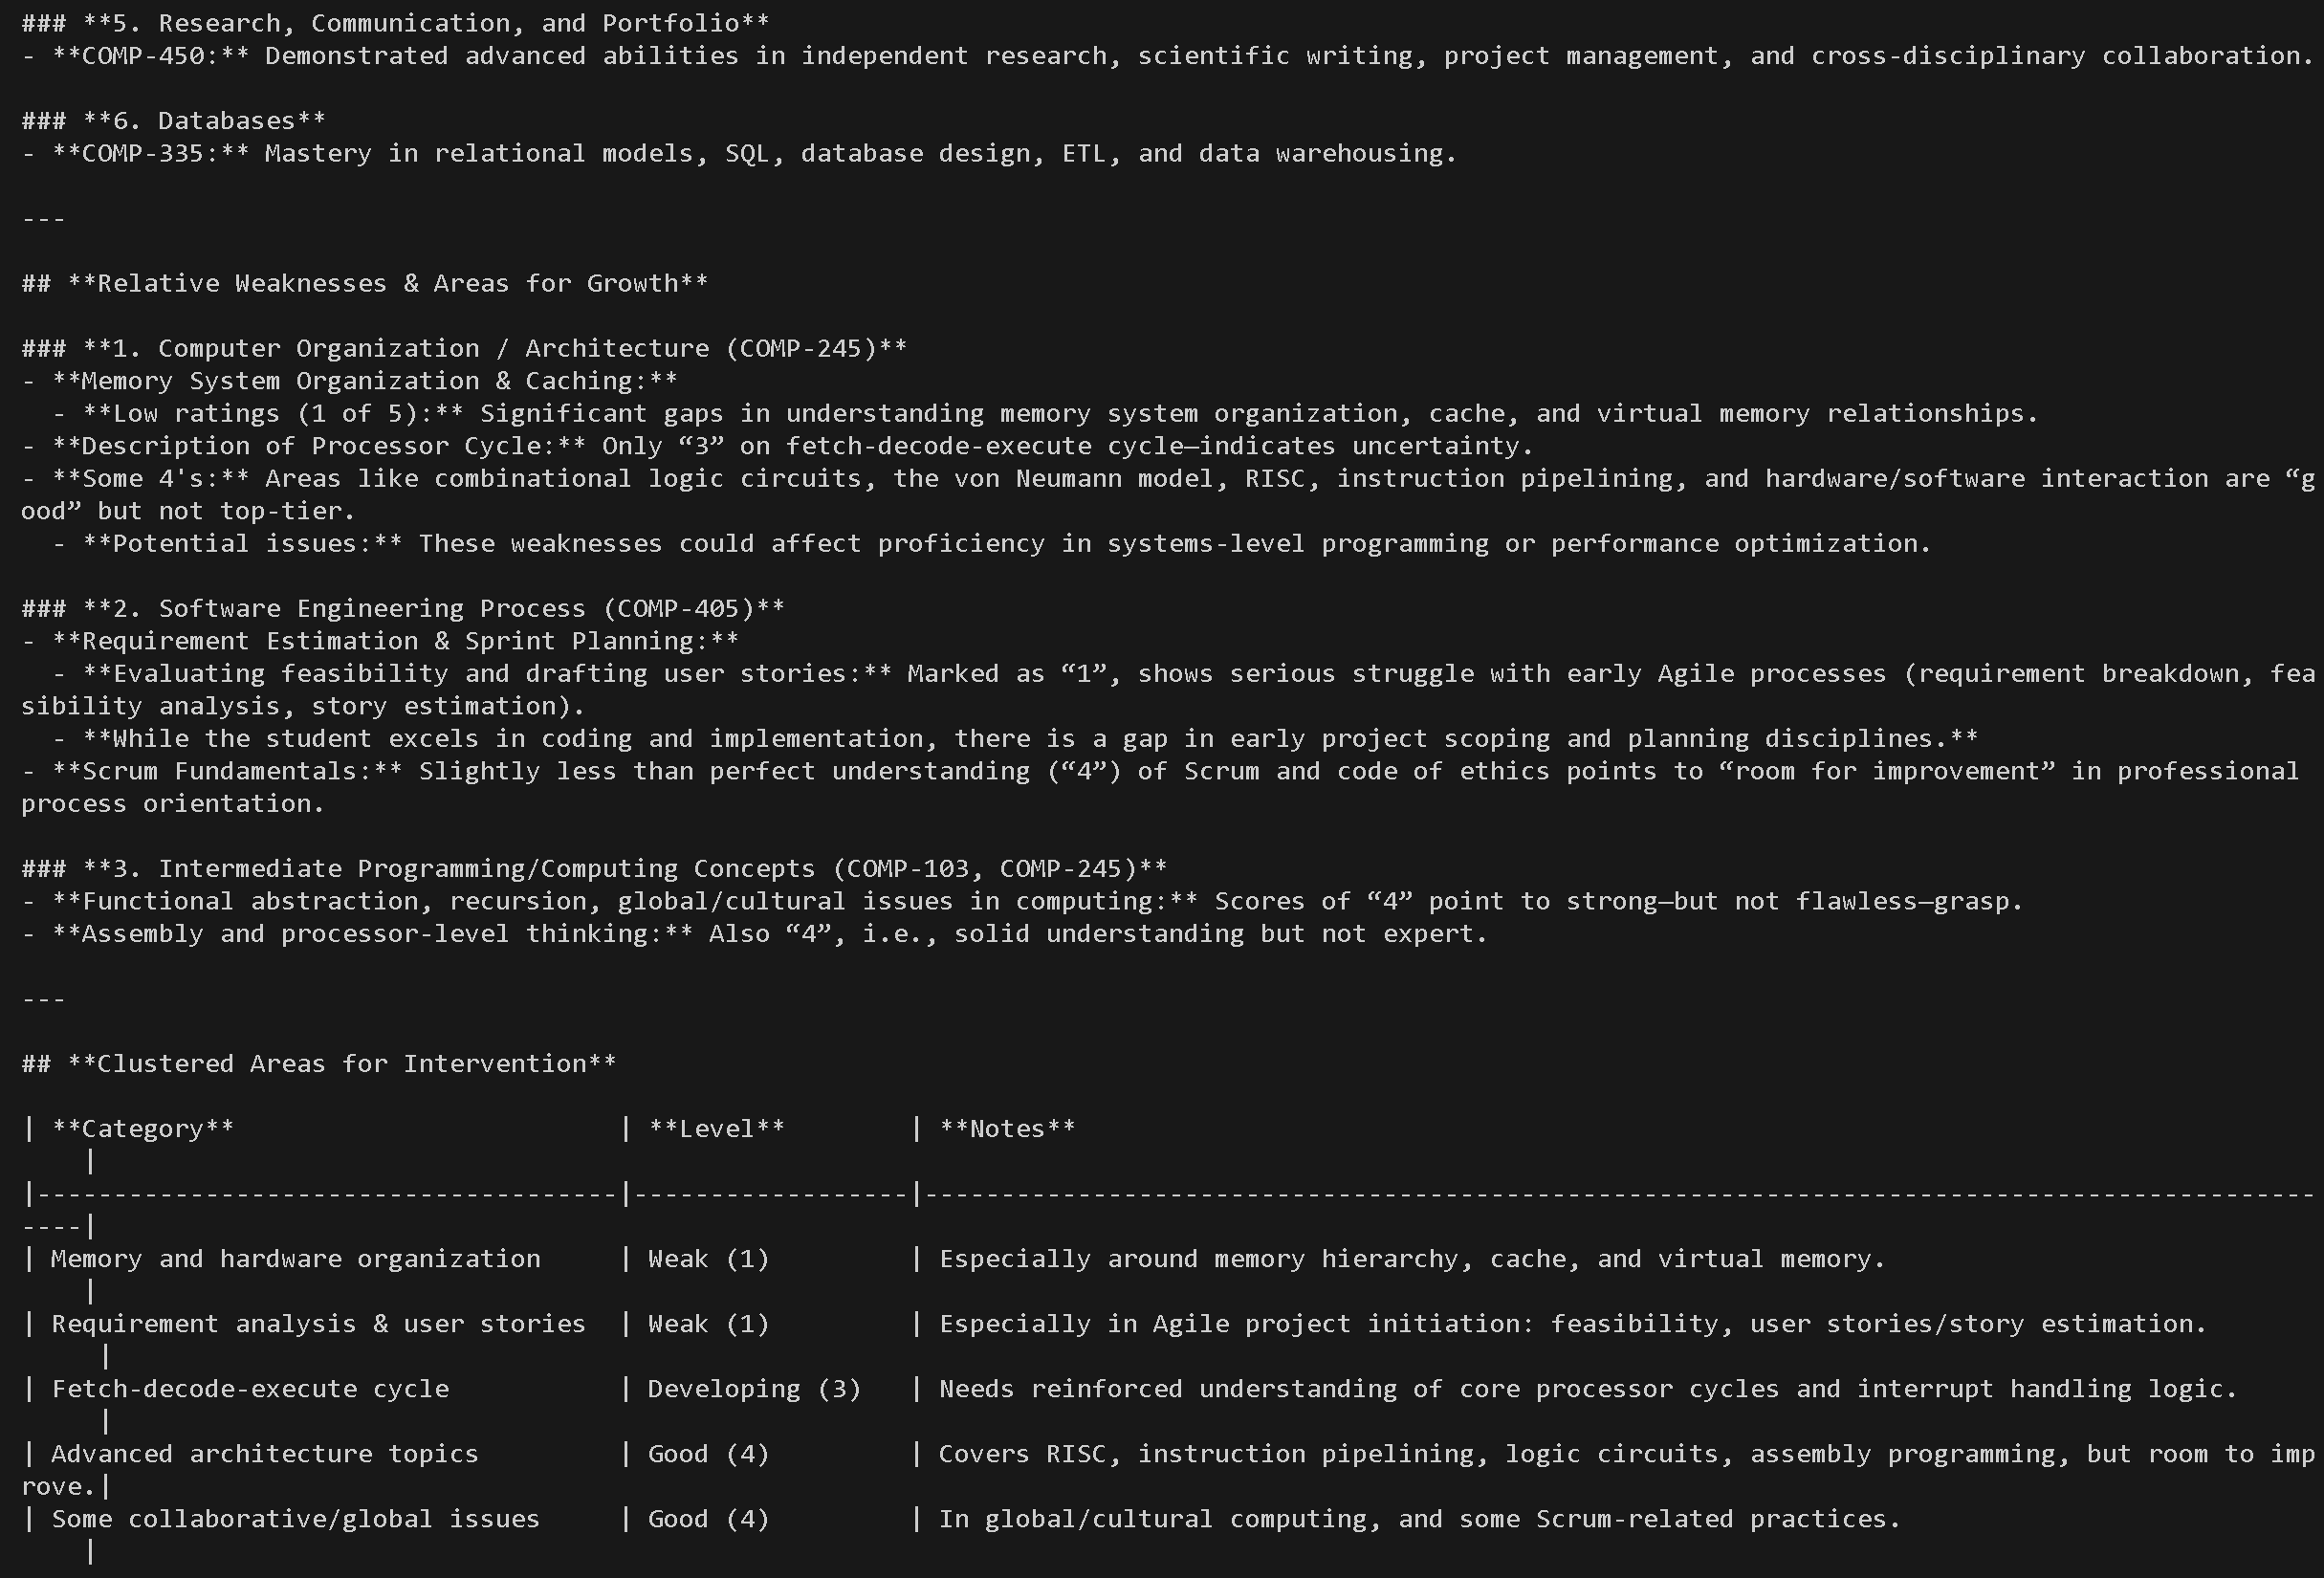 ### **5. Research, Communication, and Portfolio**
- **COMP-450:** Demonstrated advanced abilities in independent research, scientific writing, project management, and cross-disciplinary collaboration.
### **6. Databases**
- **COMP-335:** Mastery in relational models, SQL, database design, ETL, and data warehousing.
---
## **Relative Weaknesses & Areas for Growth**
### **1. Computer Organization / Architecture (COMP-245)**
- **Memory System Organization & Caching:**
  - **Low ratings (1 of 5):** Significant gaps in understanding memory system organization, cache, and virtual memory relationships.
- **Description of Processor Cycle:** Only “3” on fetch-decode-execute cycle—indicates uncertainty.
- **Some 4's:** Areas like combinational logic circuits, the von Neumann model, RISC, instruction pipelining, and hardware/software interaction are “g
ood” but not top-tier.
  - **Potential issues:** These weaknesses could affect proficiency in systems-level programming or performance optimization.
### **2. Software Engineering Process (COMP-405)**
- **Requirement Estimation & Sprint Planning:**
  - **Evaluating feasibility and drafting user stories:** Marked as “1”, shows serious struggle with early Agile processes (requirement breakdown, fea
sibility analysis, story estimation).
  - **While the student excels in coding and implementation, there is a gap in early project scoping and planning disciplines.**
- **Scrum Fundamentals:** Slightly less than perfect understanding (“4”) of Scrum and code of ethics points to “room for improvement” in professional
process orientation.
### **3. Intermediate Programming/Computing Concepts (COMP-103, COMP-245)**
- **Functional abstraction, recursion, global/cultural issues in computing:** Scores of “4” point to strong—but not flawless—grasp.
- **Assembly and processor-level thinking:** Also “4”, i.e., solid understanding but not expert.
---
## **Clustered Areas for Intervention**
| **Category**                         | **Level**        | **Notes**
    |
|--------------------------------------|------------------|-------------------------------------------------------------------------------------------
----|
| Memory and hardware organization     | Weak (1)         | Especially around memory hierarchy, cache, and virtual memory.
    |
| Requirement analysis & user stories  | Weak (1)         | Especially in Agile project initiation: feasibility, user stories/story estimation.
     |
| Fetch-decode-execute cycle           | Developing (3)   | Needs reinforced understanding of core processor cycles and interrupt handling logic.
     |
| Advanced architecture topics         | Good (4)         | Covers RISC, instruction pipelining, logic circuits, assembly programming, but room to imp
rove.|
| Some collaborative/global issues     | Good (4)         | In global/cultural computing, and some Scrum-related practices.
    |